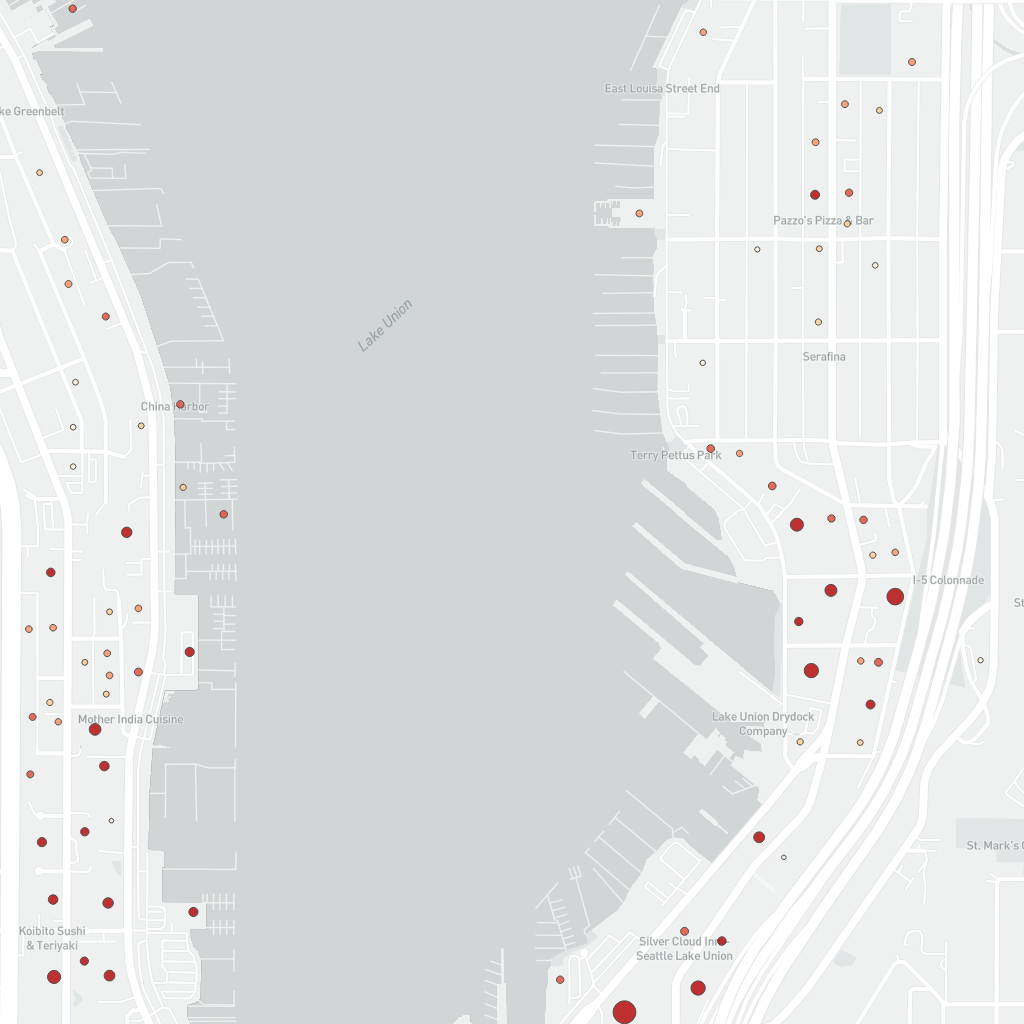 East Louisa Street End
ke Greenbelt
Pazzo's Pizza & Bar
Lake Union
Serafina
China Harbor
Terry Pettus Park
I-5 Colonnade
St
Mother India Cuisine
Lake Union Drydock
Company
St. Mark's C
Koibito Sushi
& Teriyaki
Silver Cloud Inn-
Seattle Lake Union